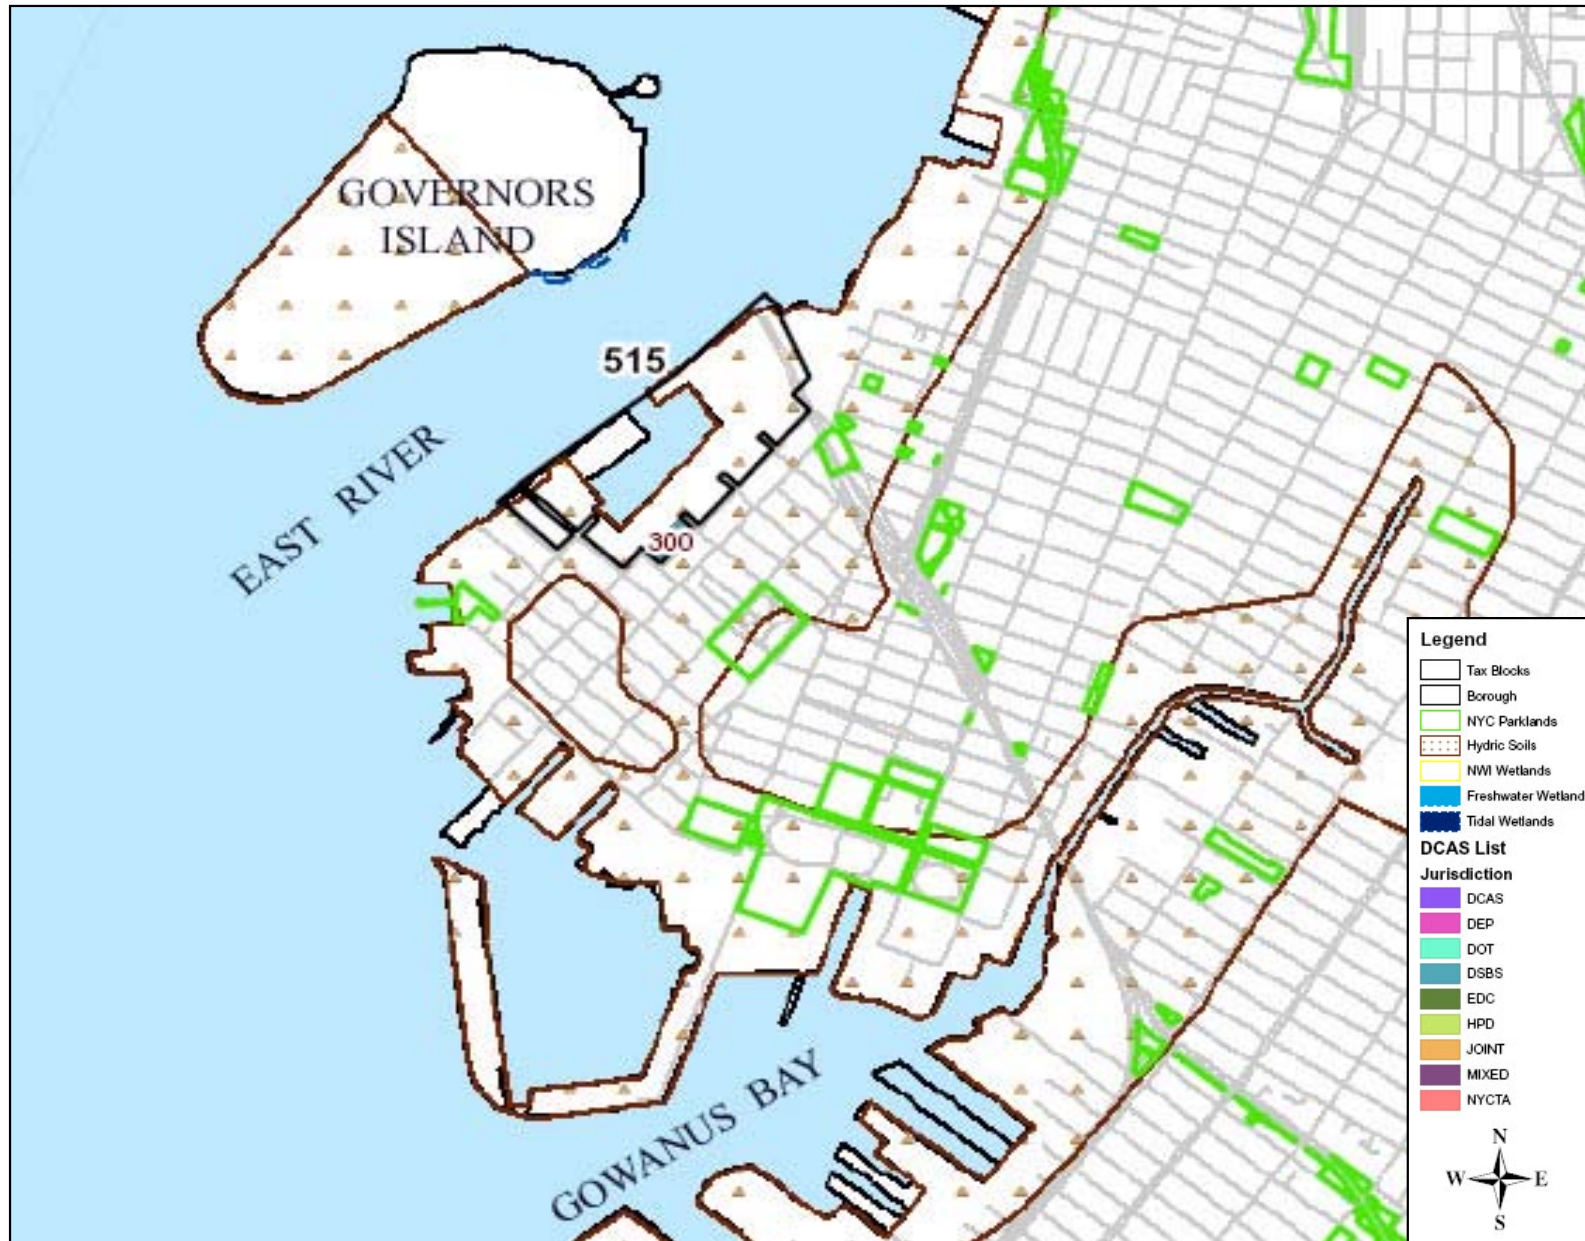 GOVERNORS
ISLAND
515
EAST RIVER
300
GOWANUS BAY
Legend
Tax Blocks
Borough
NYC Parklands
Hydric Soils
NWI Wetlands
Freshwater Wetland
Tidal Wetlands
DCAS List
Jurisdiction
DCAS
DEP
DOT
DSBS
EDC
HPD
JOINT
MIXED
NYCTA
N
W E
S